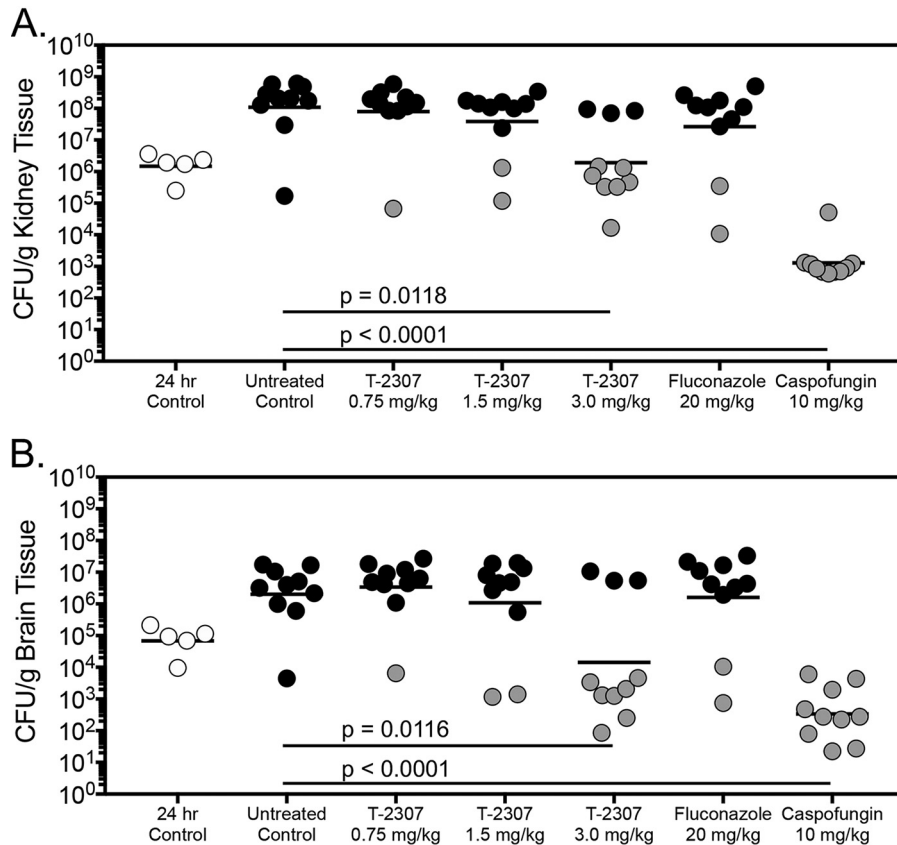 A.
CFU/g Kidney Tissue
10^10
10^9
10^8
10^7
10^6
10^5
10^4
10^3
10^2
10^1
10^0
p = 0.0118
p < 0.0001
24 hr Control
Untreated Control
T-2307 0.75 mg/kg
T-2307 1.5 mg/kg
T-2307 3.0 mg/kg
Fluconazole 20 mg/kg
Caspofungin 10 mg/kg
B.
CFU/g Brain Tissue
10^10
10^9
10^8
10^7
10^6
10^5
10^4
10^3
10^2
10^1
10^0
p = 0.0116
p < 0.0001
24 hr Control
Untreated Control
T-2307 0.75 mg/kg
T-2307 1.5 mg/kg
T-2307 3.0 mg/kg
Fluconazole 20 mg/kg
Caspofungin 10 mg/kg